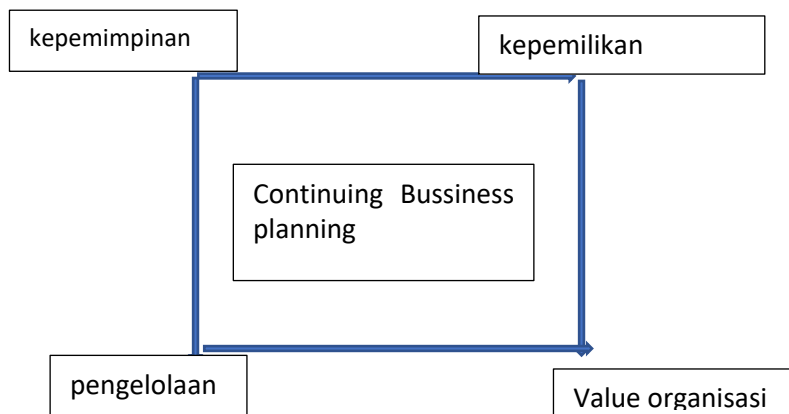 kepemimpinan
kepemilikan
Continuing Bussiness
planning
pengelolaan
Value organisasi